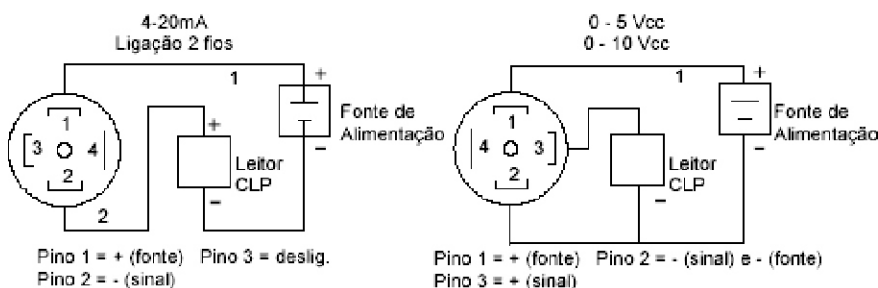 4-20mA
Ligação 2 fios
1
+
1
3
4
2
+
Fonte de
Alimentação
Leitor
CLP
−
−
2
Pino 1 = + (fonte) Pino 3 = deslig.
Pino 2 = - (sinal)
0 - 5 Vcc
0 - 10 Vcc
1
+
1
4
3
2
Fonte de
Alimentação
Leitor
CLP
−
−
Pino 1 = + (fonte) Pino 2 = - (sinal) e - (fonte)
Pino 3 = + (sinal)